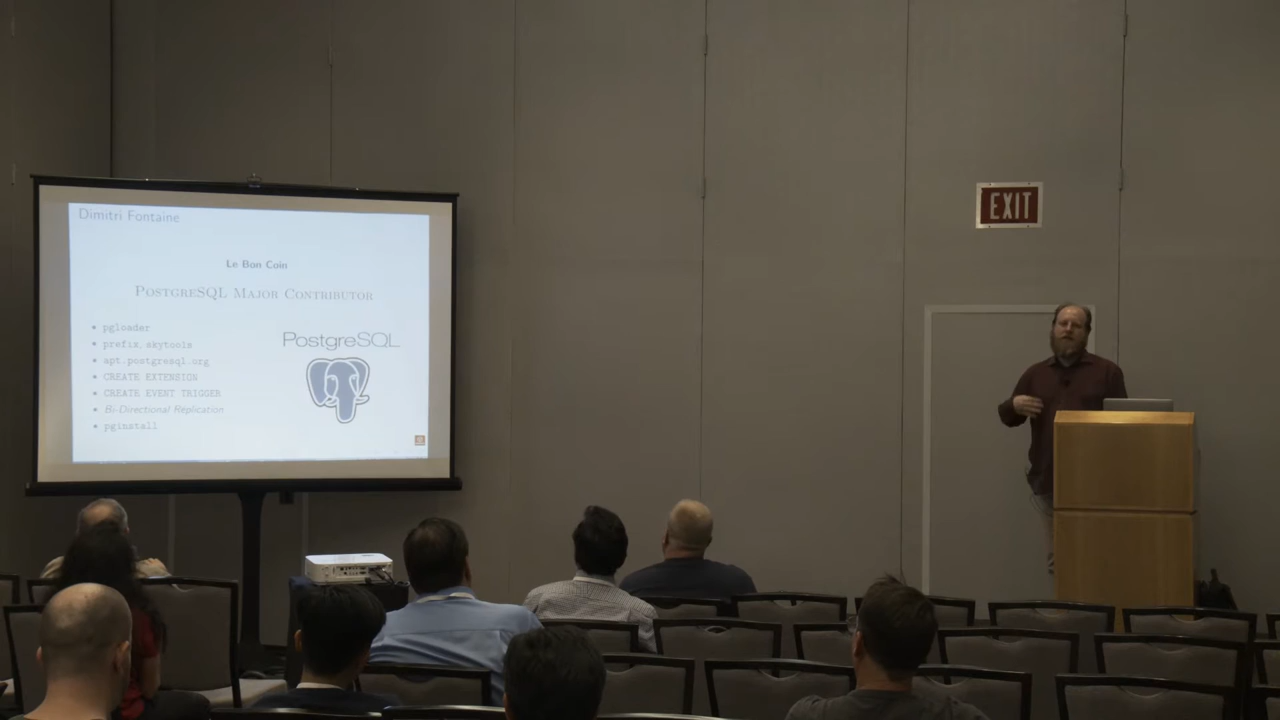 Dimitri Fontaine
Le Bon Coin
PostgreSQL Major Contributor
pgloader
prefix, skytools
apt.postgresql.org
CREATE EXTENSION
CREATE EVENT TRIGGER
Bi-Directional Réplication
pginstall
PostgreSQL
EXIT